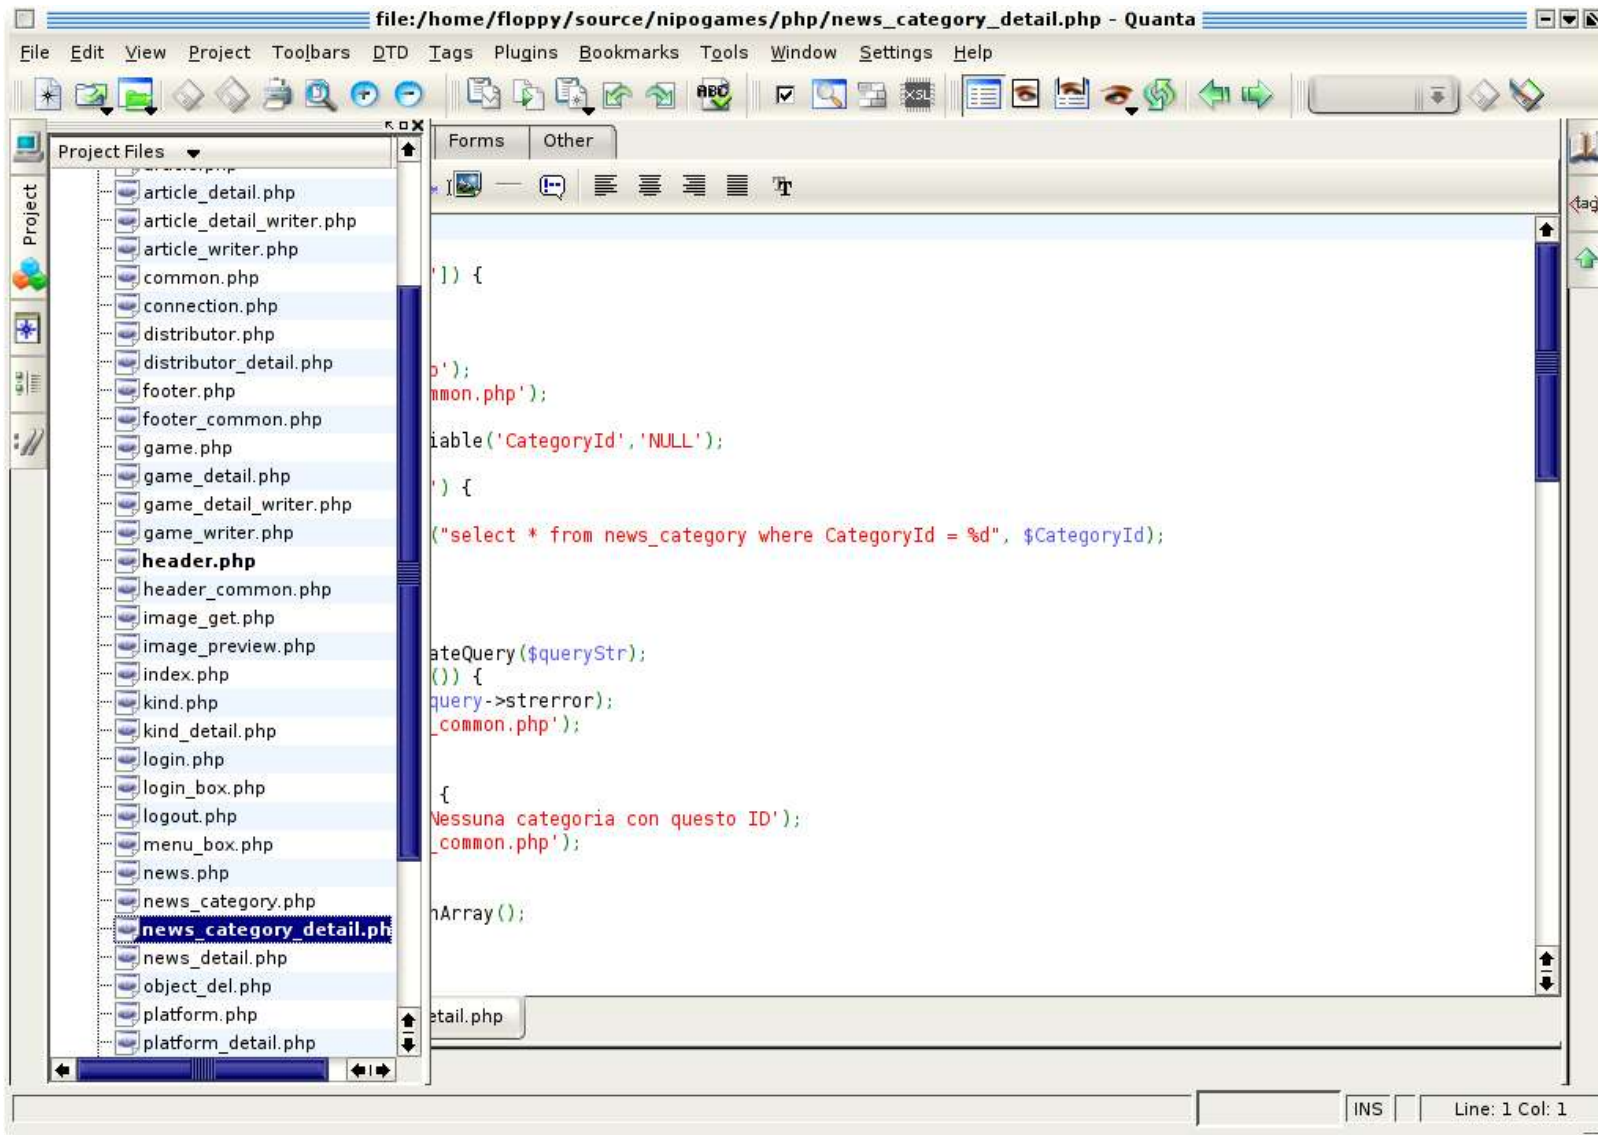 file:/home/floppy/source/nipogames/php/news_category_detail.php - Quanta
File Edit View Project Toolbars DTD Tags Plugins Bookmarks Tools Window Settings Help
ABC XSL
Project Files
Forms Other
Project
<tag
article_detail.php
article_detail_writer.php
article_writer.php
common.php
connection.php
distributor.php
distributor_detail.php
footer.php
footer_common.php
game.php
game_detail.php
game_detail_writer.php
game_writer.php
header.php
header_common.php
image_get.php
image_preview.php
index.php
kind.php
kind_detail.php
login.php
login_box.php
logout.php
menu_box.php
news.php
news_category.php
news_category_detail.ph
news_detail.php
object_del.php
platform.php
platform_detail.php
']) {
');
mmon.php');
iable('CategoryId','NULL');
') {
("select * from news_category where CategoryId = %d", $CategoryId);
ateQuery($queryStr);
()) {
query->strerror);
_common.php');
{
Nessuna categoria con questo ID');
_common.php');
Array();
etail.php
INS Line: 1 Col: 1